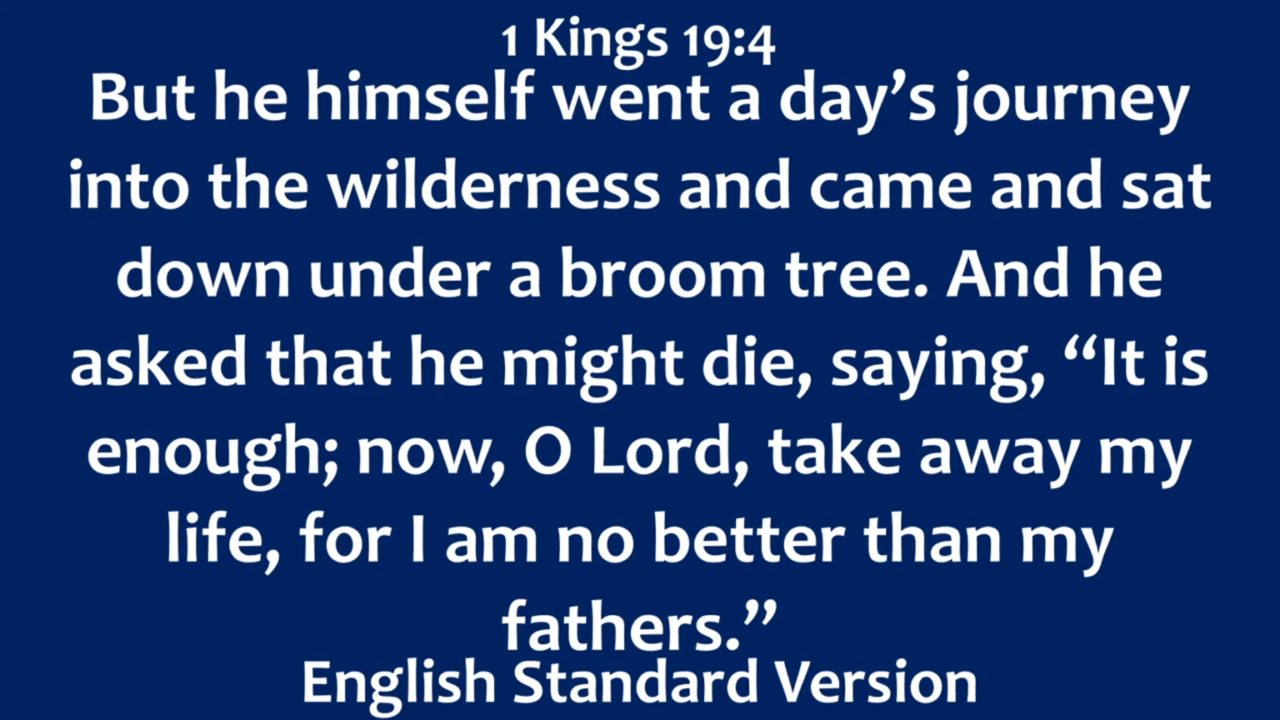 1 Kings 19:4
But he himself went a day’s journey
into the wilderness and came and sat
down under a broom tree. And he
asked that he might die, saying, “It is
enough; now, O Lord, take away my
life, for I am no better than my
fathers.”
English Standard Version